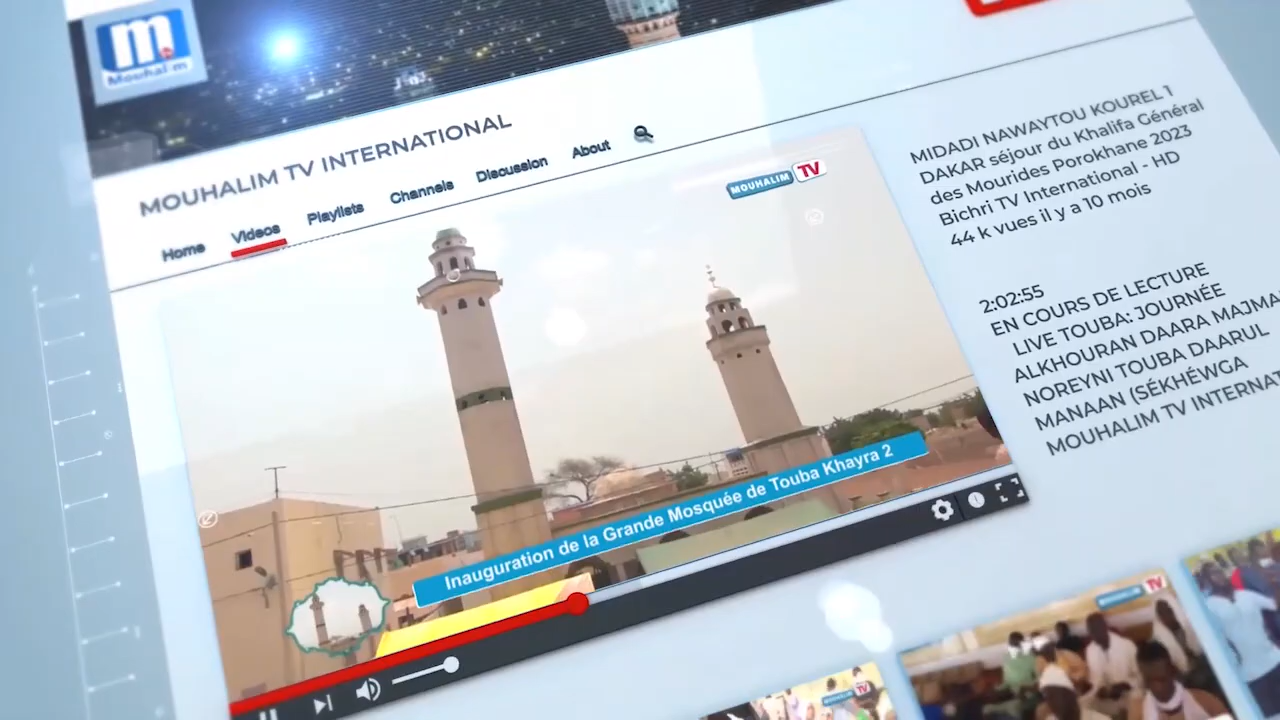 m.
Mouhalim
MOUHALIM TV INTERNATIONAL
Home Videos Playlists Channels Discussion About
MOUHALIM TV
Inauguration de la Grande Mosquée de Touba Khayra 2
MIDADI NAWAYTOU KOUREL 1
DAKAR séjour du Khalifa Général
des Mourides Porokhane 2023
Bichri TV International - HD
44 k vues il y a 10 mois
2:02:55
EN COURS DE LECTURE
LIVE TOUBA: JOURNÉE
ALKHOURAN DAARA MAJMA
NOREYNI TOUBA DAARUL
MANAAN (SÉKHÉWGA
MOUHALIM TV INTERNAT
TV
TV